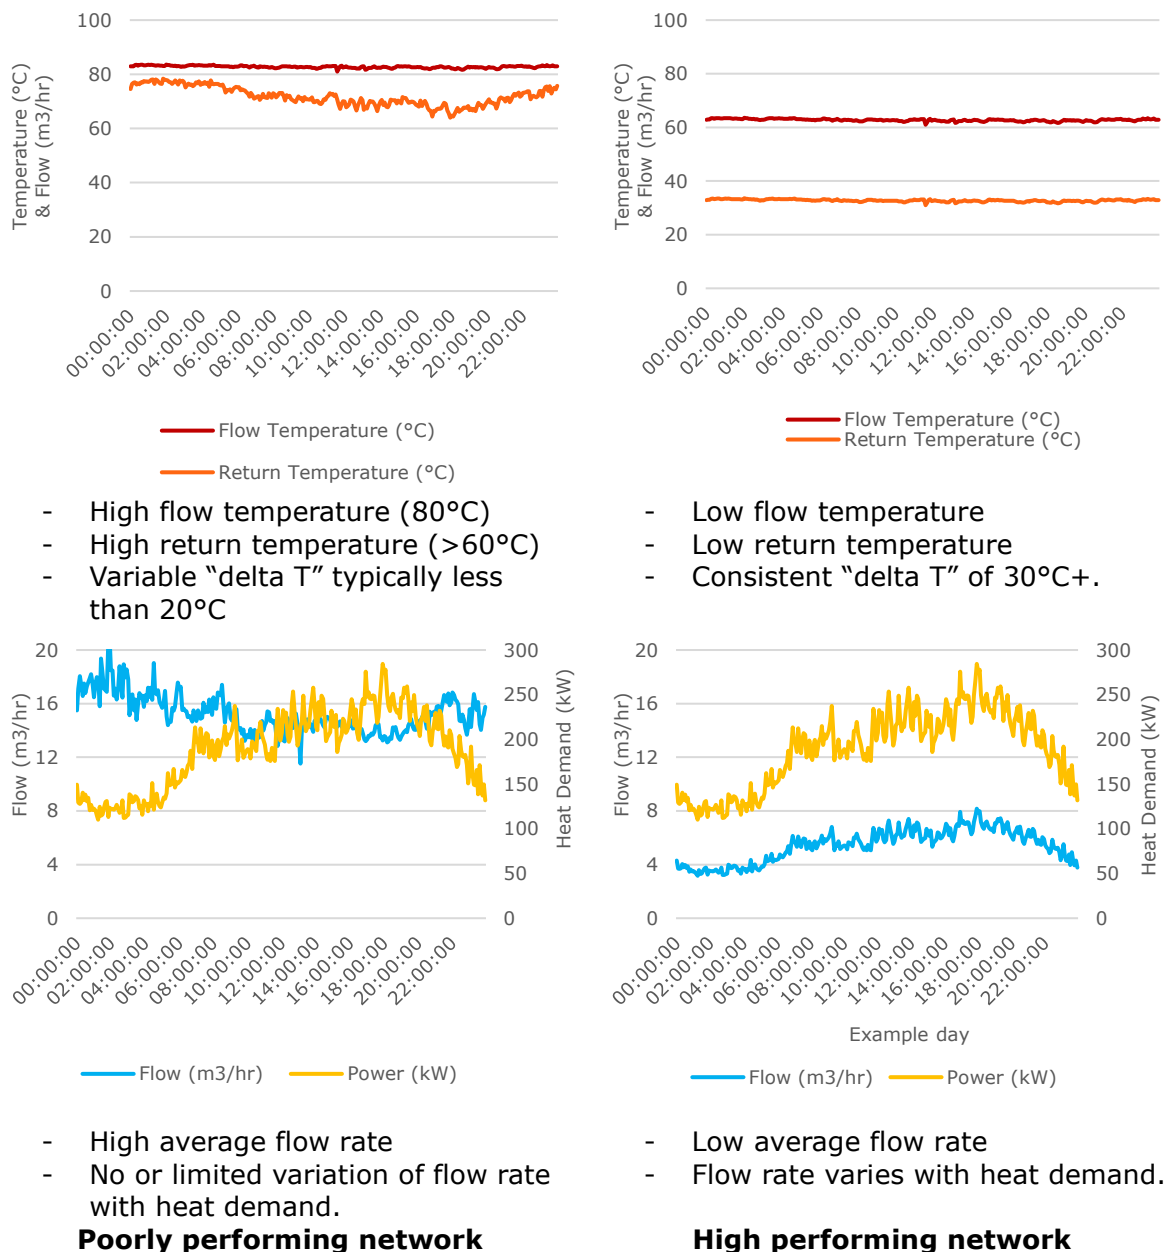 100
80
60
40
20
0
Temperature (°C)
& Flow (m3/hr)
00:00:00
02:00:00
04:00:00
06:00:00
08:00:00
10:00:00
12:00:00
14:00:00
16:00:00
18:00:00
20:00:00
22:00:00
Flow Temperature (°C)
Return Temperature (°C)
100
80
60
40
20
0
Temperature (°C)
& Flow (m3/hr)
00:00:00
02:00:00
04:00:00
06:00:00
08:00:00
10:00:00
12:00:00
14:00:00
16:00:00
18:00:00
20:00:00
22:00:00
Flow Temperature (°C)
Return Temperature (°C)
- High flow temperature (80°C)
- High return temperature (>60°C)
- Variable “delta T” typically less
than 20°C
- Low flow temperature
- Low return temperature
- Consistent “delta T” of 30°C+.
20
16
12
8
4
0
Flow (m3/hr)
300
250
200
150
100
50
0
Heat Demand (kW)
00:00:00
02:00:00
04:00:00
06:00:00
08:00:00
10:00:00
12:00:00
14:00:00
16:00:00
18:00:00
20:00:00
22:00:00
Flow (m3/hr)
Power (kW)
20
16
12
8
4
0
Flow (m3/hr)
300
250
200
150
100
50
0
Heat Demand (kW)
00:00:00
02:00:00
04:00:00
06:00:00
08:00:00
10:00:00
12:00:00
14:00:00
16:00:00
18:00:00
20:00:00
22:00:00
Example day
Flow (m3/hr)
Power (kW)
- High average flow rate
- No or limited variation of flow rate
with heat demand.
Poorly performing network
- Low average flow rate
- Flow rate varies with heat demand.
High performing network